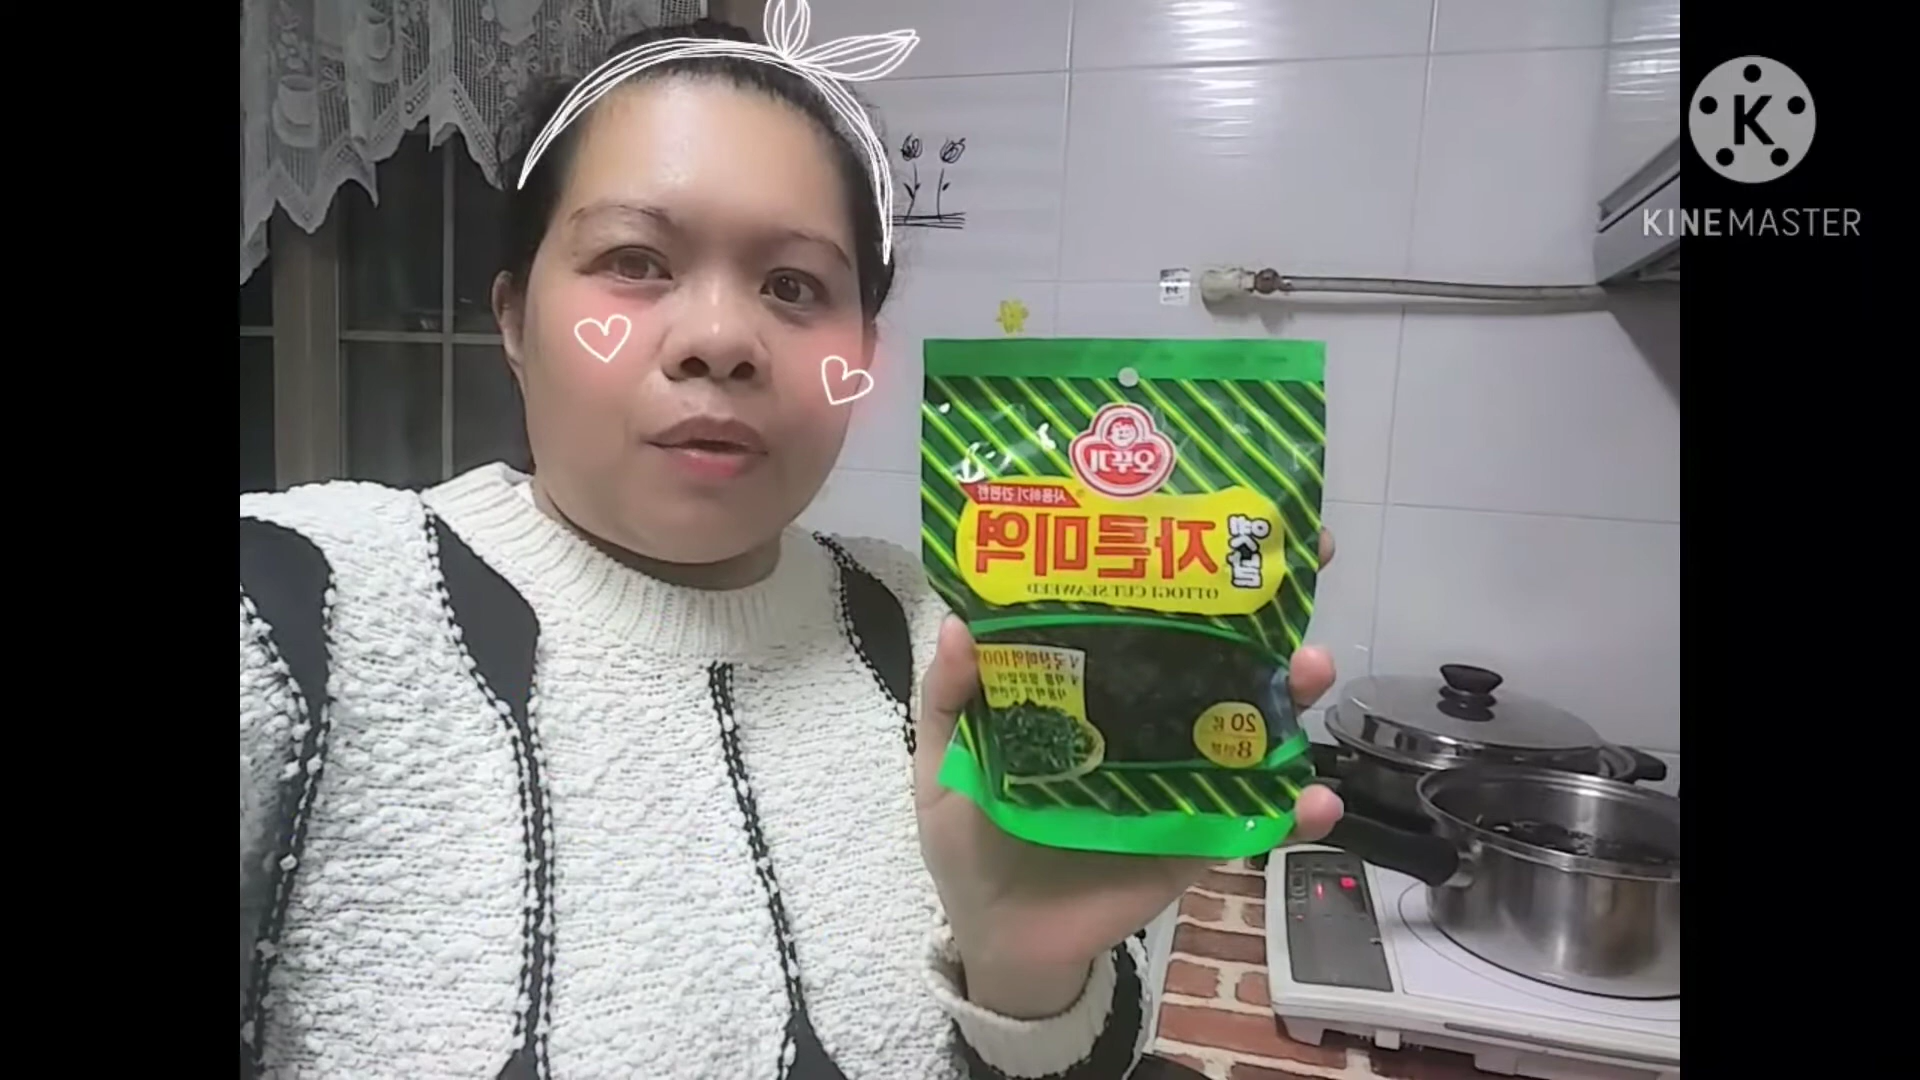 K
KINEMASTER
오뚜기
사용하기 간편한
옛날
자른미역
OTTOGI CUT SEAWEED
국산미역100%
20g
8인분